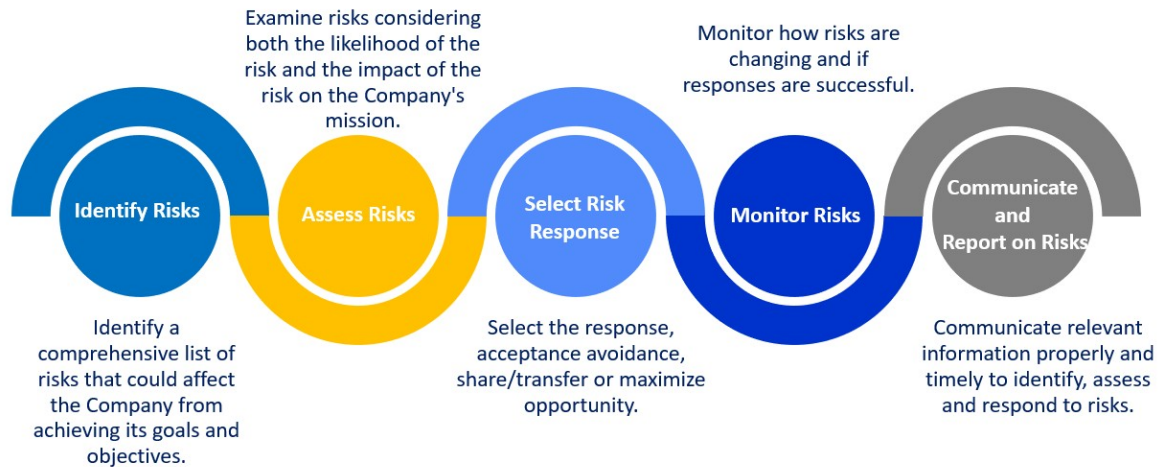 Examine risks considering
both the likelihood of the
risk and the impact of the
risk on the Company's
mission.
Monitor how risks are
changing and if
responses are successful.
Identify Risks
Assess Risks
Select Risk
Response
Monitor Risks
Communicate
and
Report on Risks
Identify a
comprehensive list of
risks that could affect
the Company from
achieving its goals and
objectives.
Select the response,
acceptance avoidance,
share/transfer or maximize
opportunity.
Communicate relevant
information properly and
timely to identify, assess
and respond to risks.